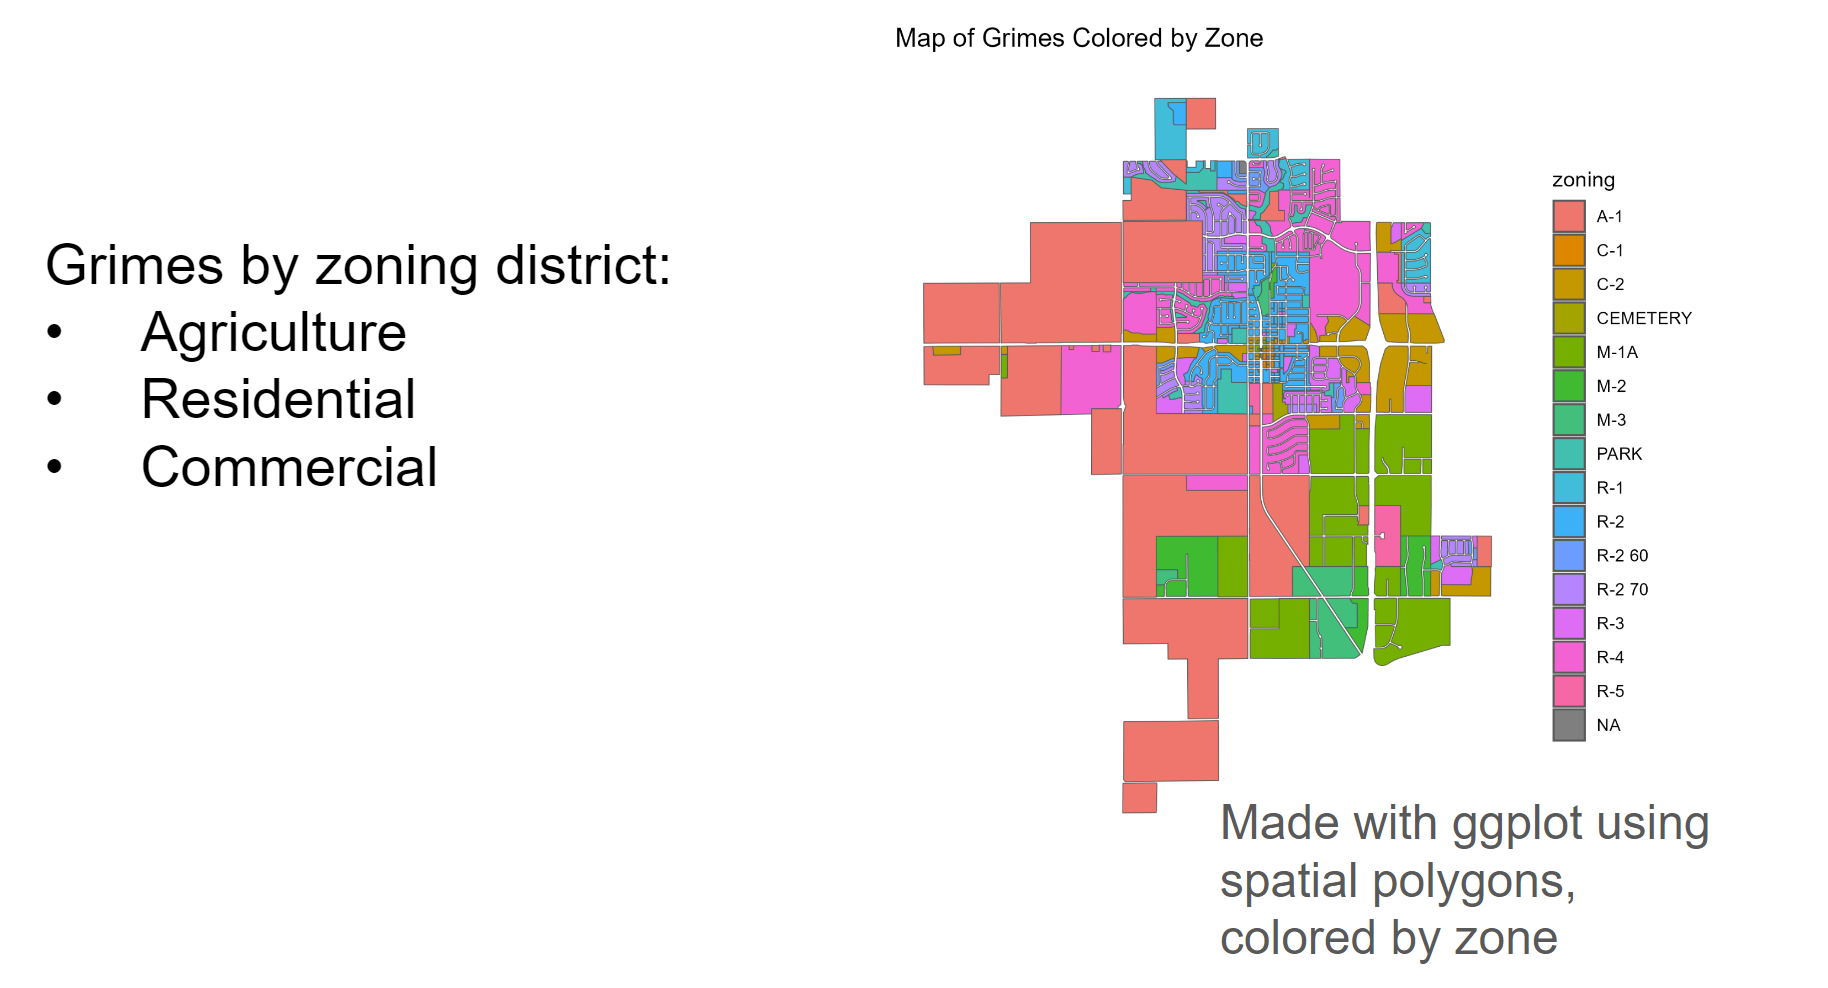 Map of Grimes Colored by Zone
Grimes by zoning district:
• Agriculture
• Residential
• Commercial
zoning
A-1
C-1
C-2
CEMETERY
M-1A
M-2
M-3
PARK
R-1
R-2
R-2 60
R-2 70
R-3
R-4
R-5
NA
Made with ggplot using
spatial polygons,
colored by zone